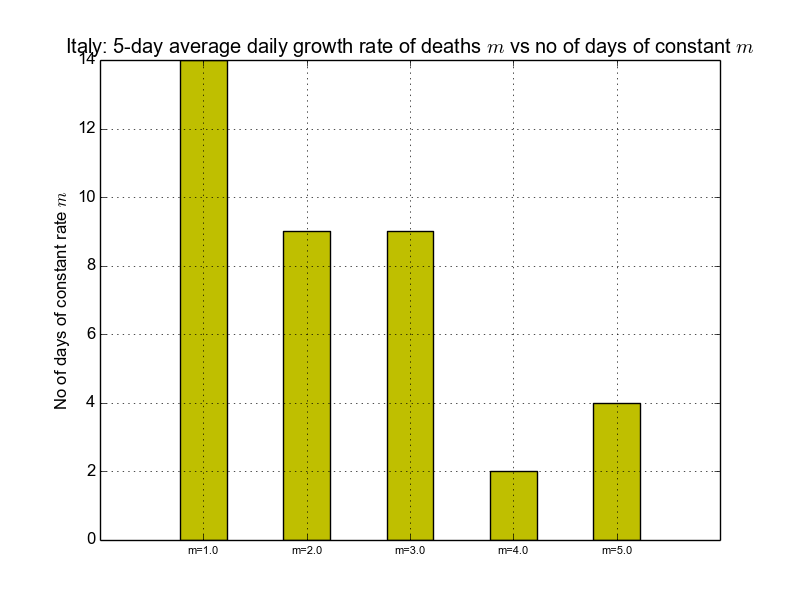 Italy: 5-day average daily growth rate of deaths m vs no of days of constant m
No of days of constant rate m
14
12
10
8
6
4
2
0
m=1.0 m=2.0 m=3.0 m=4.0 m=5.0